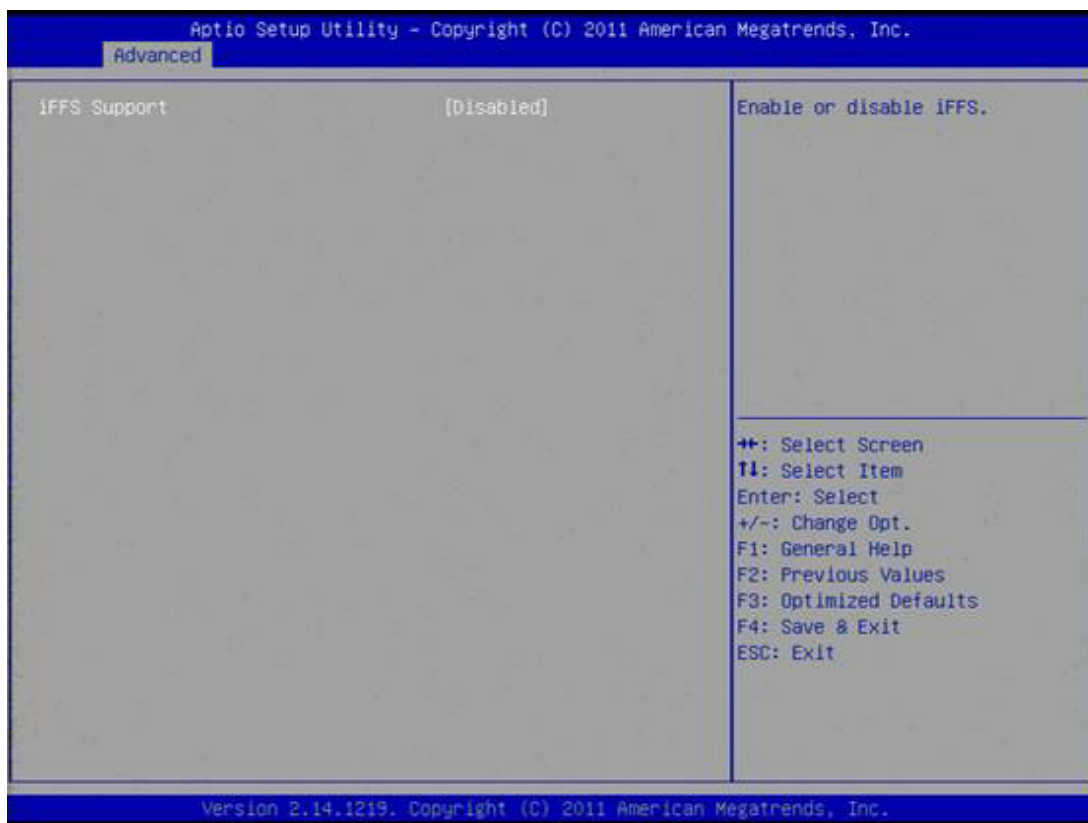 Aptio Setup Utility - Copyright (C) 2011 American Megatrends, Inc.
Advanced
iFFS Support [Disabled]
Enable or disable iFFS.
→←: Select Screen
↑↓: Select Item
Enter: Select
+/-: Change Opt.
F1: General Help
F2: Previous Values
F3: Optimized Defaults
F4: Save & Exit
ESC: Exit
Version 2.14.1219. Copyright (C) 2011 American Megatrends, Inc.